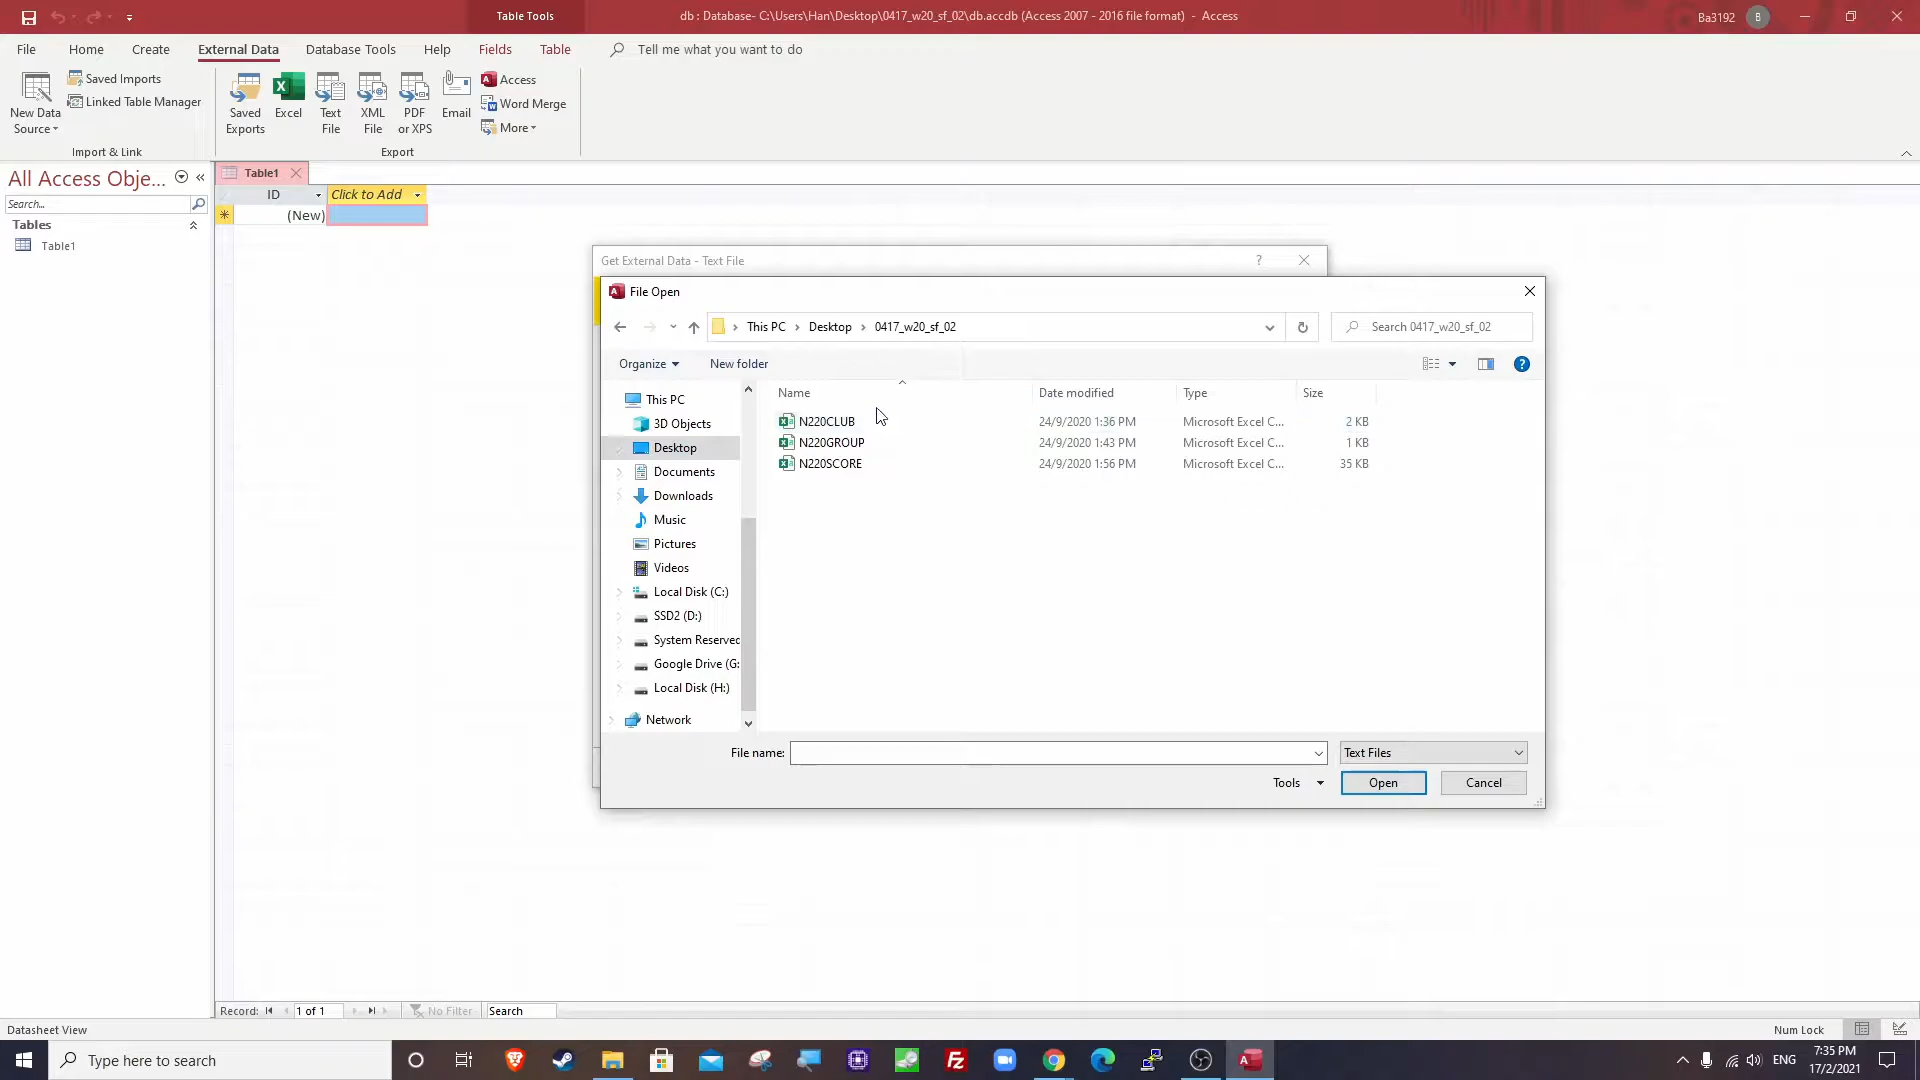 Table Tools
db : Database- C:\Users\Han\Desktop\0417_w20_sf_02\db.accdb (Access 2007 - 2016 file format) - Access
Ba3192
B
File
Home
Create
External Data
Database Tools
Help
Fields
Table
Tell me what you want to do
New Data
Source
Saved Imports
Linked Table Manager
Import & Link
Saved
Exports
Excel
Text
File
XML
File
PDF
or XPS
Email
Access
Word Merge
More
Export
All Access Obje...
Search...
Tables
Table1
Table1
ID
Click to Add
(New)
Get External Data - Text File
?
File Open
This PC
Desktop
0417_w20_sf_02
Search 0417_w20_sf_02
Organize
New folder
This PC
3D Objects
Desktop
Documents
Downloads
Music
Pictures
Videos
Local Disk (C:)
SSD2 (D:)
System Reserved
Google Drive (G:
Local Disk (H:)
Network
Name
Date modified
Type
Size
N220CLUB
24/9/2020 1:36 PM
Microsoft Excel C...
2 KB
N220GROUP
24/9/2020 1:43 PM
Microsoft Excel C...
1 KB
N220SCORE
24/9/2020 1:56 PM
Microsoft Excel C...
35 KB
File name:
Text Files
Tools
Open
Cancel
Record:
1 of 1
No Filter
Search
Datasheet View
Num Lock
Type here to search
ENG
7:35 PM
17/2/2021